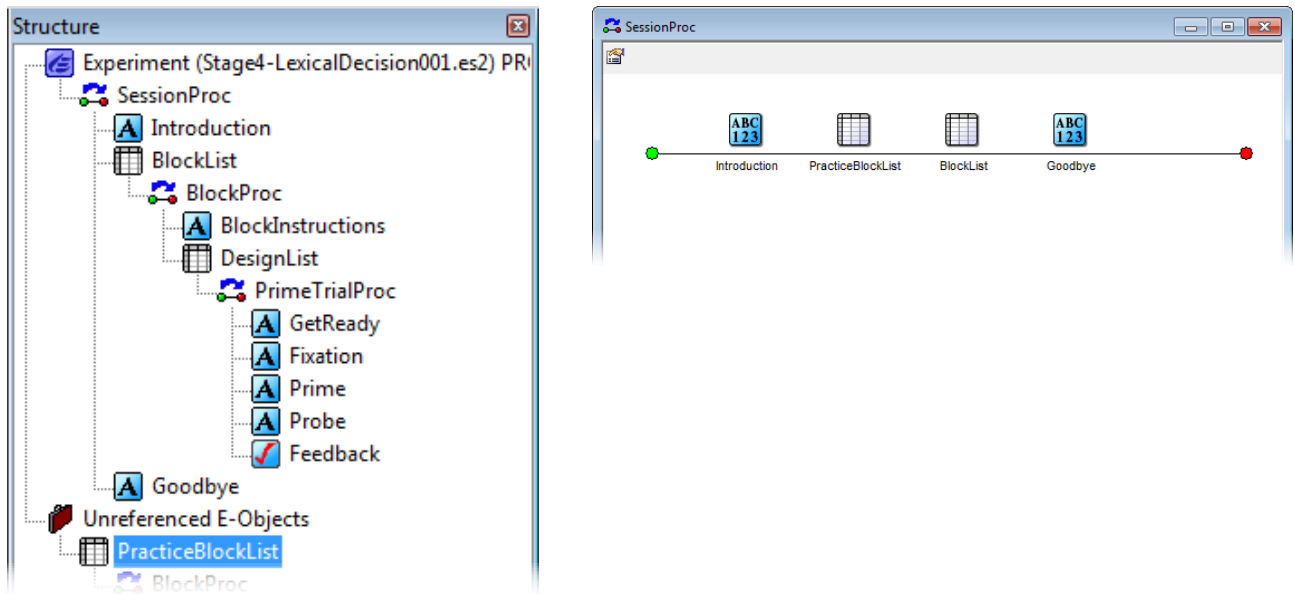 Structure
Experiment (Stage4-LexicalDecision001.es2) PR
SessionProc
A Introduction
BlockList
BlockProc
A BlockInstructions
DesignList
PrimeTrialProc
A GetReady
A Fixation
A Prime
A Probe
Feedback
A Goodbye
Unreferenced E-Objects
PracticeBlockList
BlockProc
SessionProc
ABC
123
Introduction
PracticeBlockList
BlockList
ABC
123
Goodbye